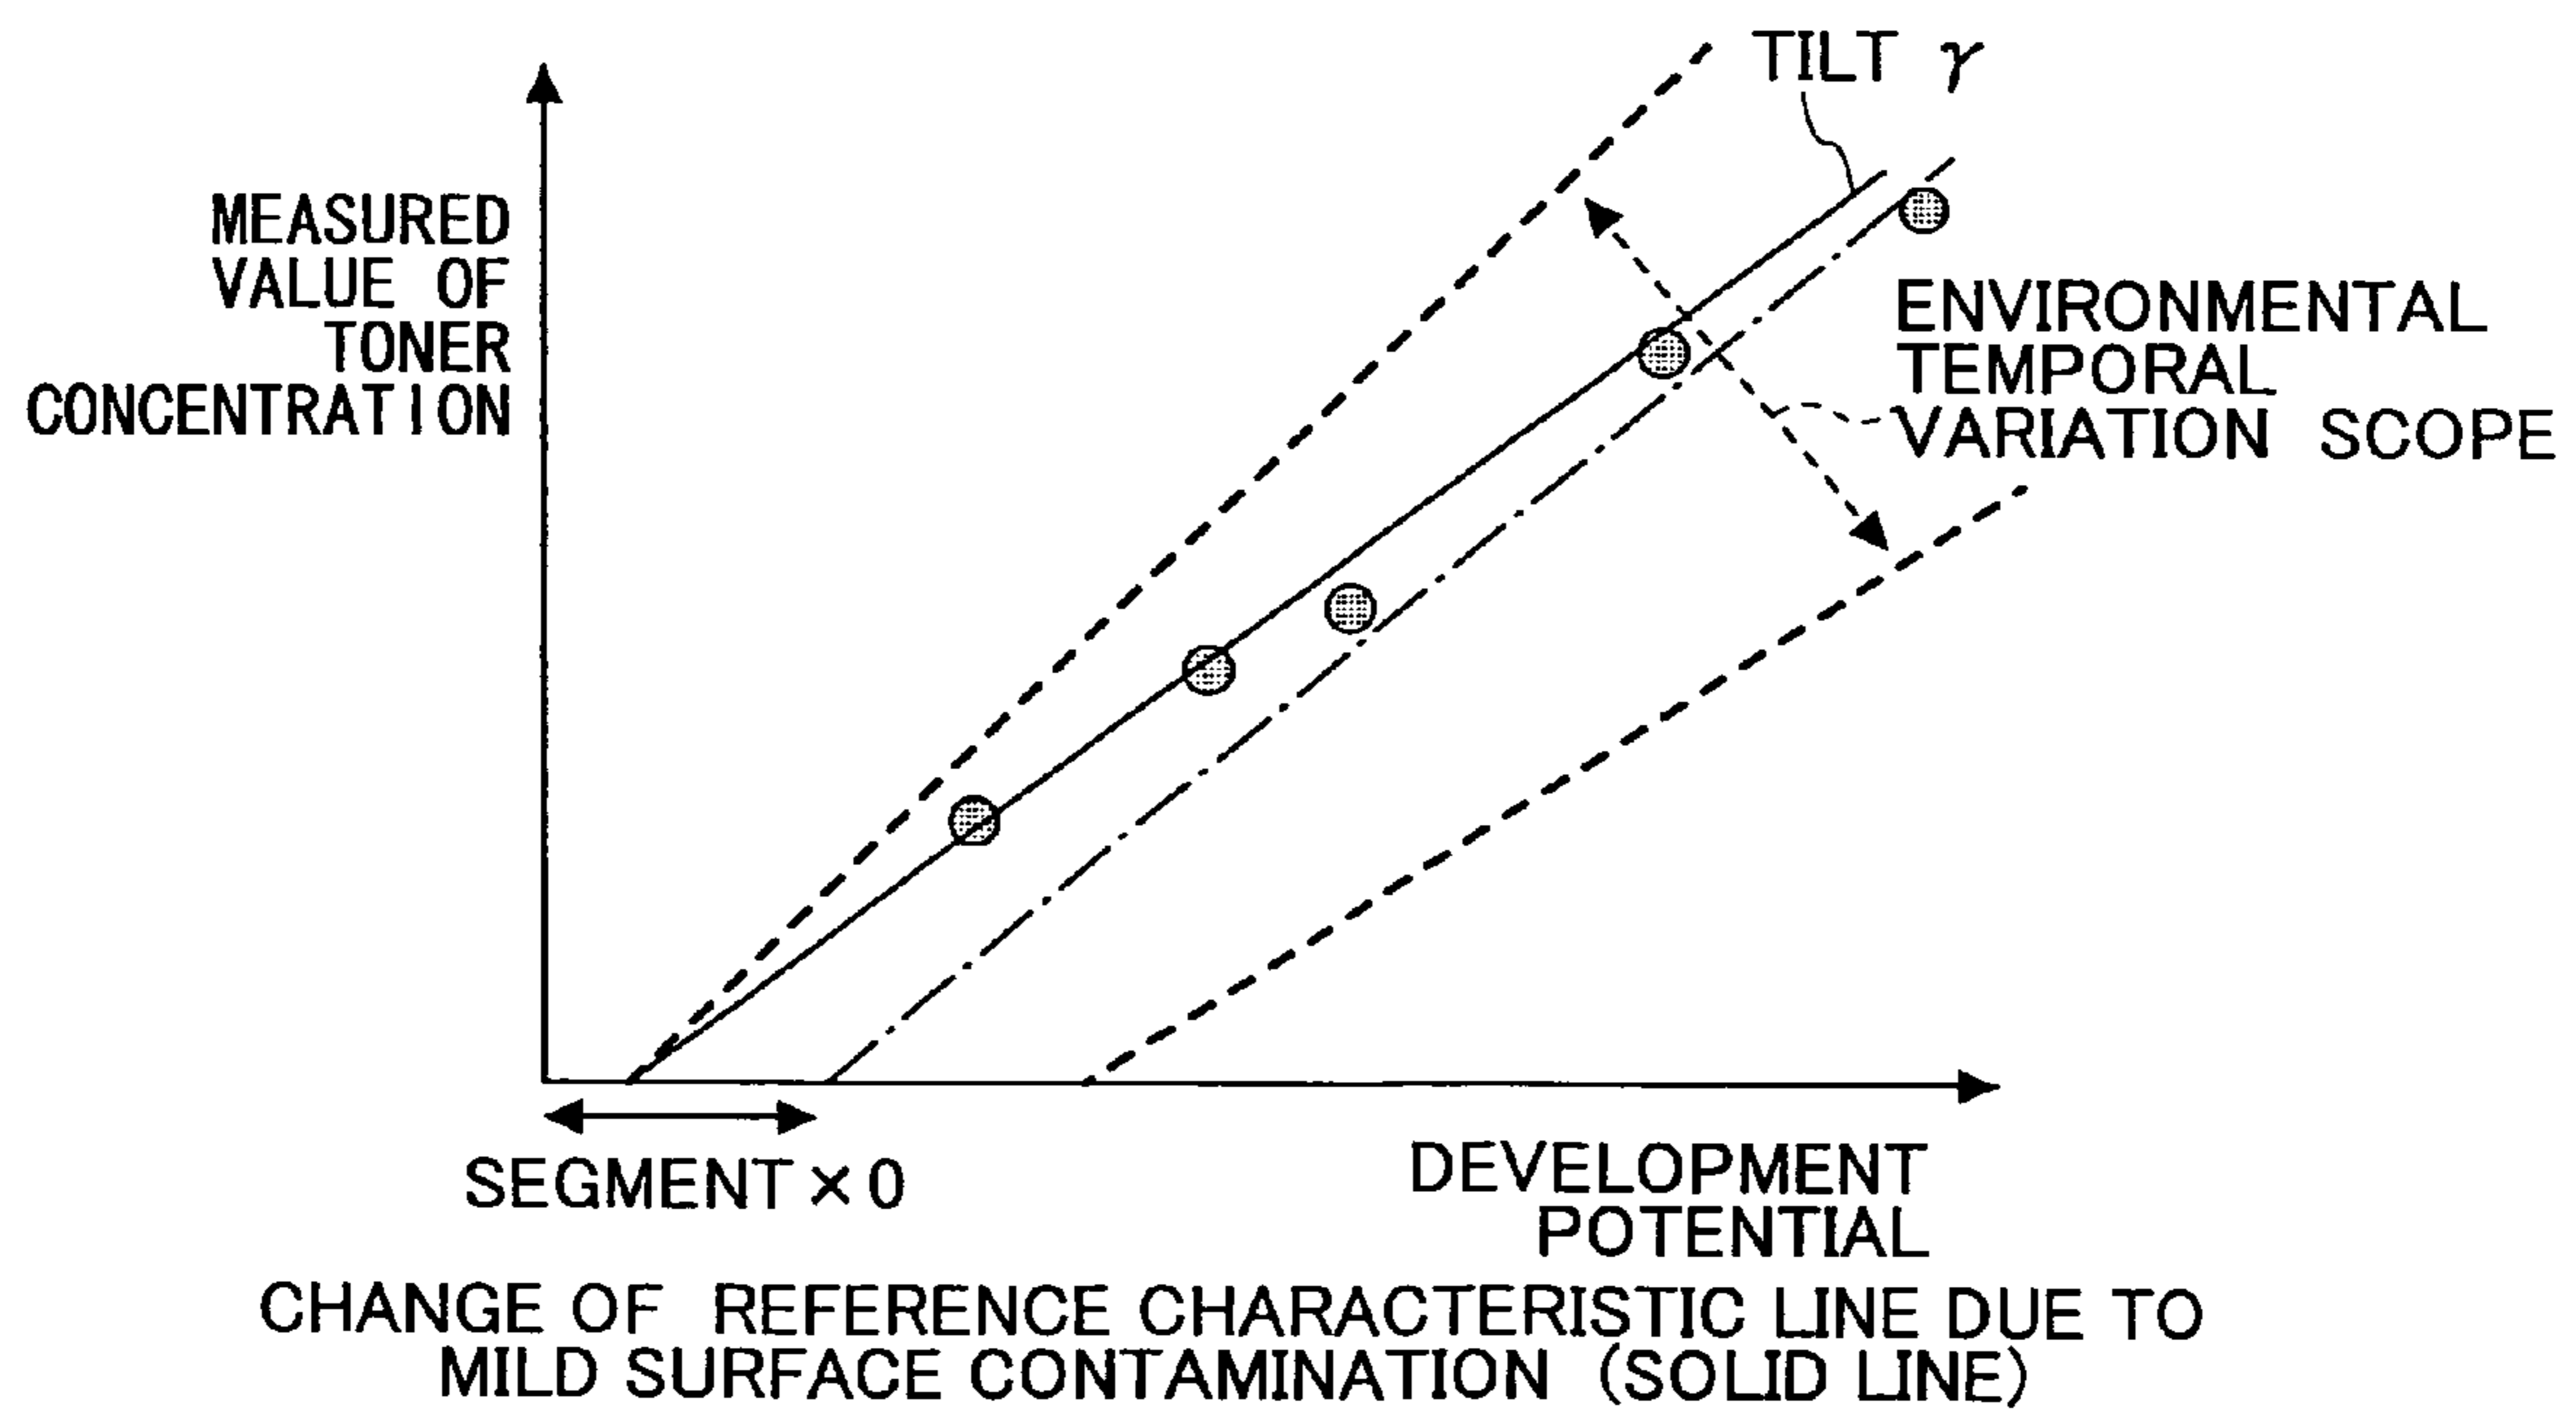 TILT γ
MEASURED
VALUE OF
TONER
CONCENTRATION
ENVIRONMENTAL
TEMPORAL
VARIATION SCOPE
SEGMENT×0
DEVELOPMENT
POTENTIAL
CHANGE OF REFERENCE CHARACTERISTIC LINE DUE TO
MILD SURFACE CONTAMINATION (SOLID LINE)